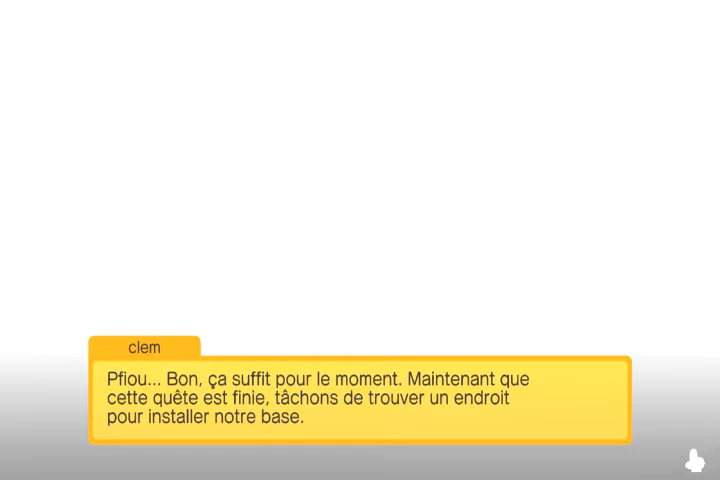 clem
Pfiou... Bon, ça suffit pour le moment. Maintenant que
cette quête est finie, tâchons de trouver un endroit
pour installer notre base.